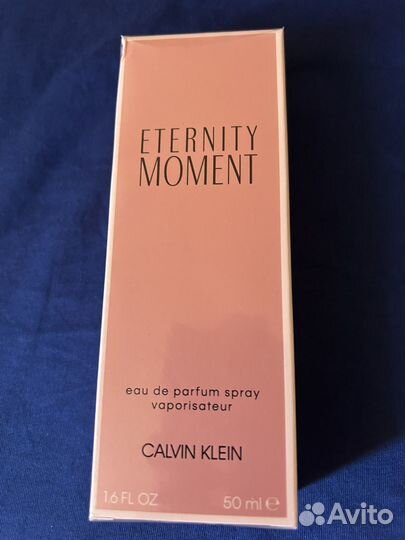 ETERNITY
MOMENT
eau de parfum spray
vaporisateur
CALVIN KLEIN
1.6 FL OZ 50 ml ℮
Avito